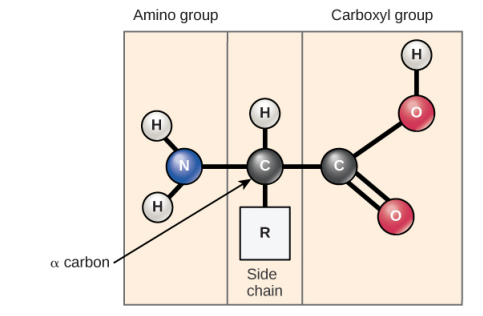 Amino group
Carboxyl group
H
H
H
O
N
C
C
H
O
R
α carbon
Side
chain